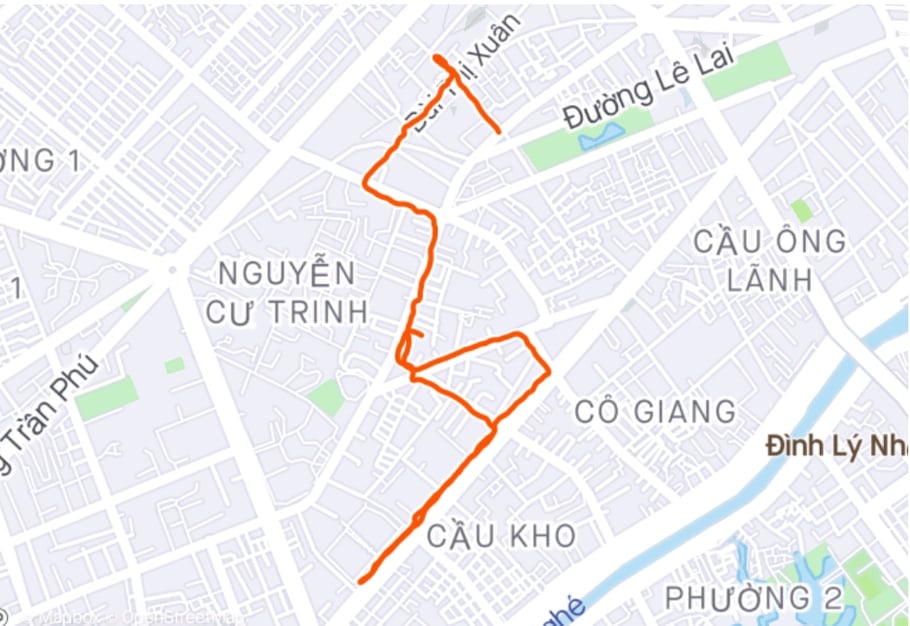 Bùi Thị Xuân
Đường Lê Lai
ƯỜNG 1
CẦU ÔNG
LÃNH
NGUYỄN
CƯ TRINH
1
g Trần Phú
CÔ GIANG
Đình Lý Nh
CẦU KHO
PHƯỜNG 2
ghé
© Mapbox © OpenStreetMap